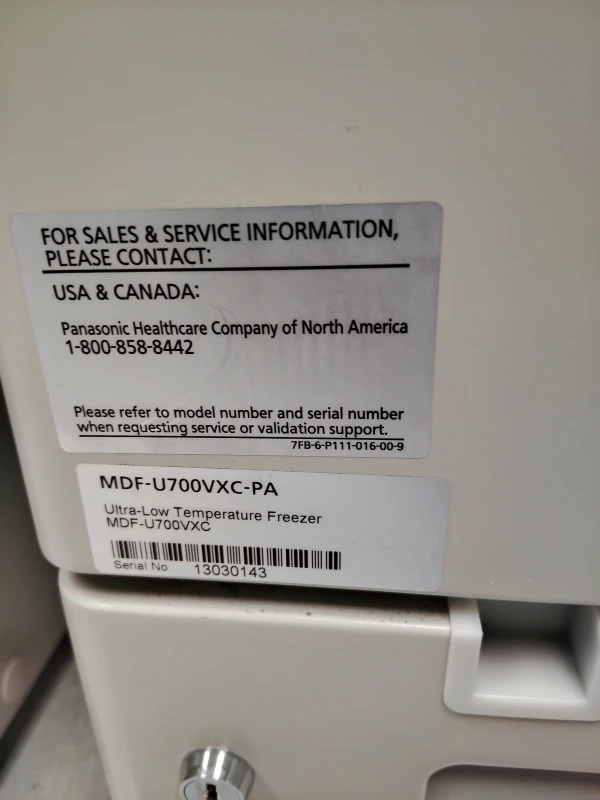 FOR SALES & SERVICE INFORMATION,
PLEASE CONTACT:
USA & CANADA:
Panasonic Healthcare Company of North America
1-800-858-8442
Please refer to model number and serial number
when requesting service or validation support.
7FB-6-P111-016-00-9
MDF-U700VXC-PA
Ultra-Low Temperature Freezer
MDF-U700VXC
Serial No. 13030143